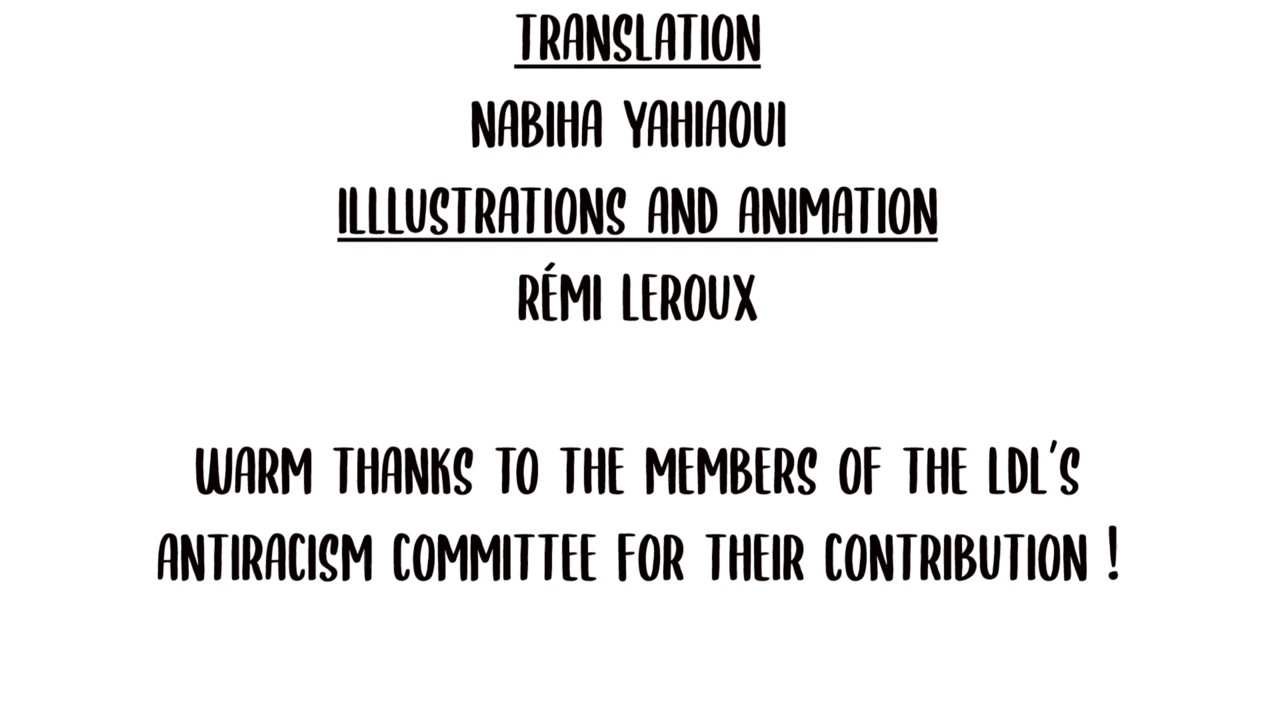 TRANSLATION
NABIHA YAHIAOUI
ILLLUSTRATIONS AND ANIMATION
RÉMI LEROUX
WARM THANKS TO THE MEMBERS OF THE LDL'S
ANTIRACISM COMMITTEE FOR THEIR CONTRIBUTION !